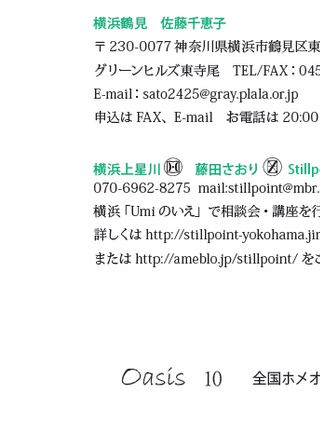 横浜鶴見　佐藤千恵子
〒230-0077 神奈川県横浜市鶴見区東
グリーンヒルズ東寺尾　TEL/FAX：045
E-mail：sato2425@gray.plala.or.jp
申込は FAX、E-mail　お電話は 20:00
横浜上星川 H　藤田さおり Z Stillp
070-6962-8275 mail:stillpoint@mbr.
横浜「Umi のいえ」で相談会・講座を行
詳しくは http://stillpoint-yokohama.jir
または http://ameblo.jp/stillpoint/ をこ
Oasis 10 全国ホメオ